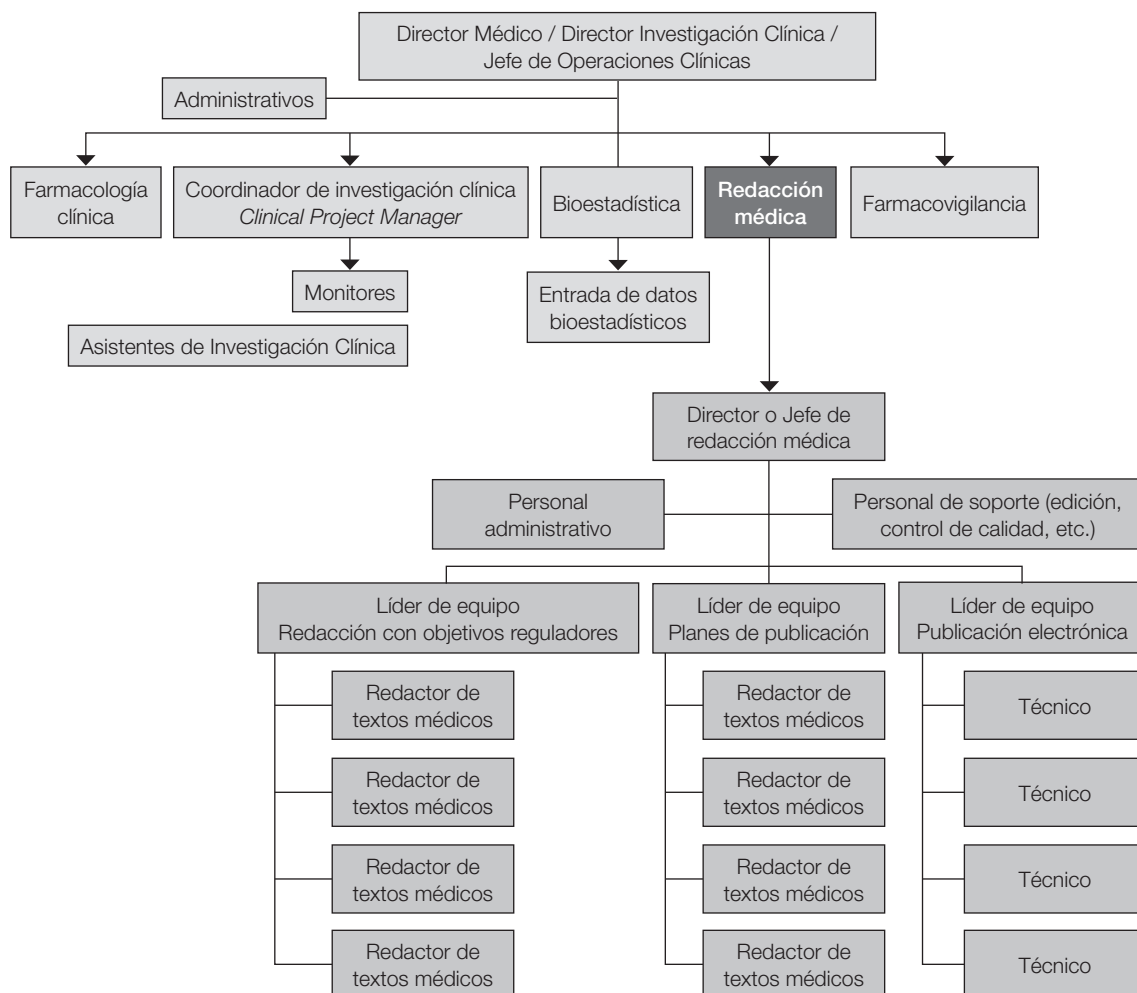 Director Médico / Director Investigación Clínica /
Jefe de Operaciones Clínicas
Administrativos
Farmacología
clínica
Coordinador de investigación clínica
Clinical Project Manager
Bioestadística
Redacción
médica
Farmacovigilancia
Monitores
Entrada de datos
bioestadísticos
Asistentes de Investigación Clínica
Director o Jefe de
redacción médica
Personal
administrativo
Personal de soporte (edición,
control de calidad, etc.)
Líder de equipo
Redacción con objetivos reguladores
Líder de equipo
Planes de publicación
Líder de equipo
Publicación electrónica
Redactor de
textos médicos
Redactor de
textos médicos
Técnico
Redactor de
textos médicos
Redactor de
textos médicos
Técnico
Redactor de
textos médicos
Redactor de
textos médicos
Técnico
Redactor de
textos médicos
Redactor de
textos médicos
Técnico